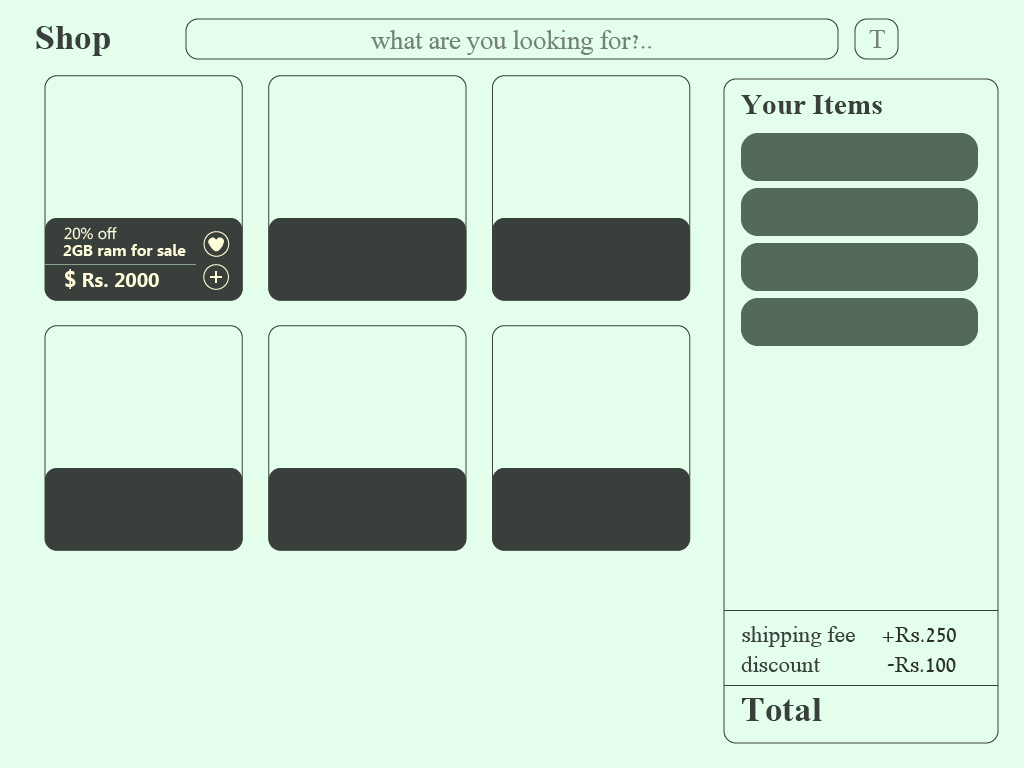 Shop
what are you looking for?..
T
20% off
2GB ram for sale
$ Rs. 2000
Your Items
shipping fee +Rs.250
discount -Rs.100
Total